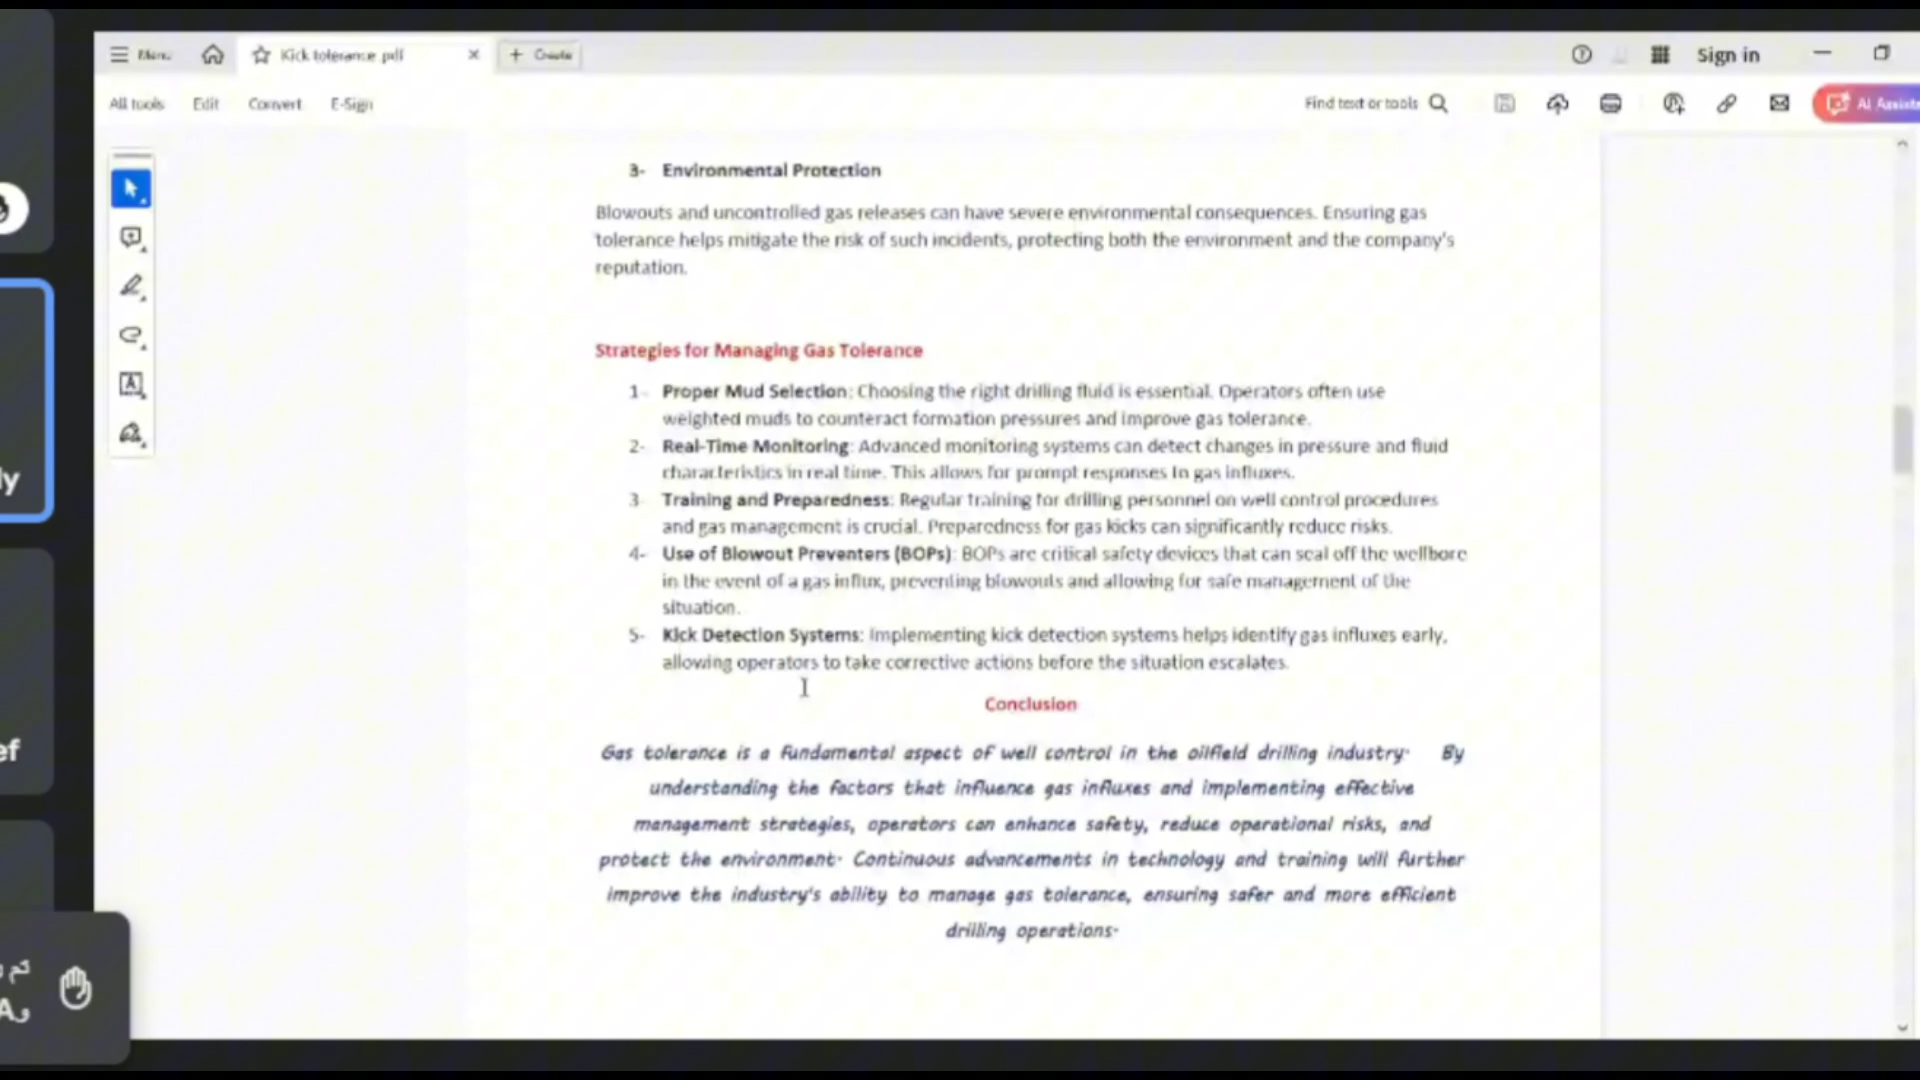 Menu
Kick tolerance.pdf
Create
Sign in
All tools
Edit
Convert
E-Sign
Find text or tools
AI Assist
3- Environmental Protection
Blowouts and uncontrolled gas releases can have severe environmental consequences. Ensuring gas
tolerance helps mitigate the risk of such incidents, protecting both the environment and the company's
reputation.
Strategies for Managing Gas Tolerance
1- Proper Mud Selection: Choosing the right drilling fluid is essential. Operators often use
weighted muds to counteract formation pressures and improve gas tolerance.
2- Real-Time Monitoring: Advanced monitoring systems can detect changes in pressure and fluid
characteristics in real time. This allows for prompt responses to gas influxes.
3- Training and Preparedness: Regular training for drilling personnel on well control procedures
and gas management is crucial. Preparedness for gas kicks can significantly reduce risks.
4- Use of Blowout Preventers (BOPs): BOPs are critical safety devices that can seal off the wellbore
in the event of a gas influx, preventing blowouts and allowing for safe management of the
situation.
5- Kick Detection Systems: Implementing kick detection systems helps identify gas influxes early,
allowing operators to take corrective actions before the situation escalates.
Conclusion
Gas tolerance is a fundamental aspect of well control in the oilfield drilling industry. By
understanding the factors that influence gas influxes and implementing effective
management strategies, operators can enhance safety, reduce operational risks, and
protect the environment. Continuous advancements in technology and training will further
improve the industry's ability to manage gas tolerance, ensuring safer and more efficient
drilling operations.
ly
ef